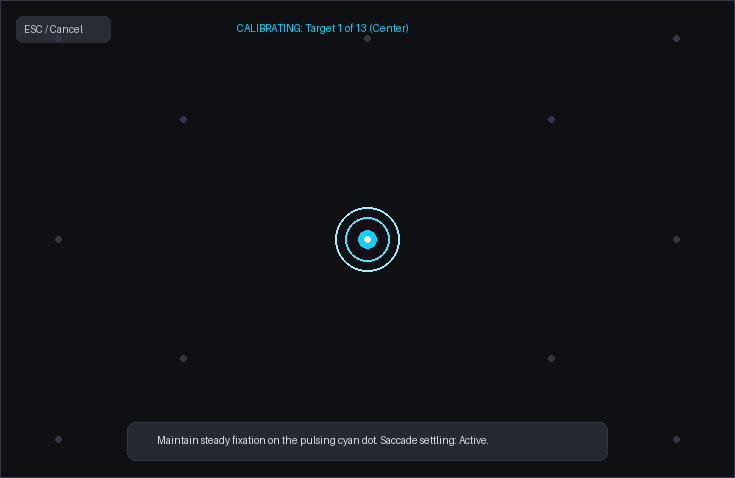 ESC / Cancel
CALIBRATING: Target 1 of 13 (Center)
Maintain steady fixation on the pulsing cyan dot. Saccade settling: Active.